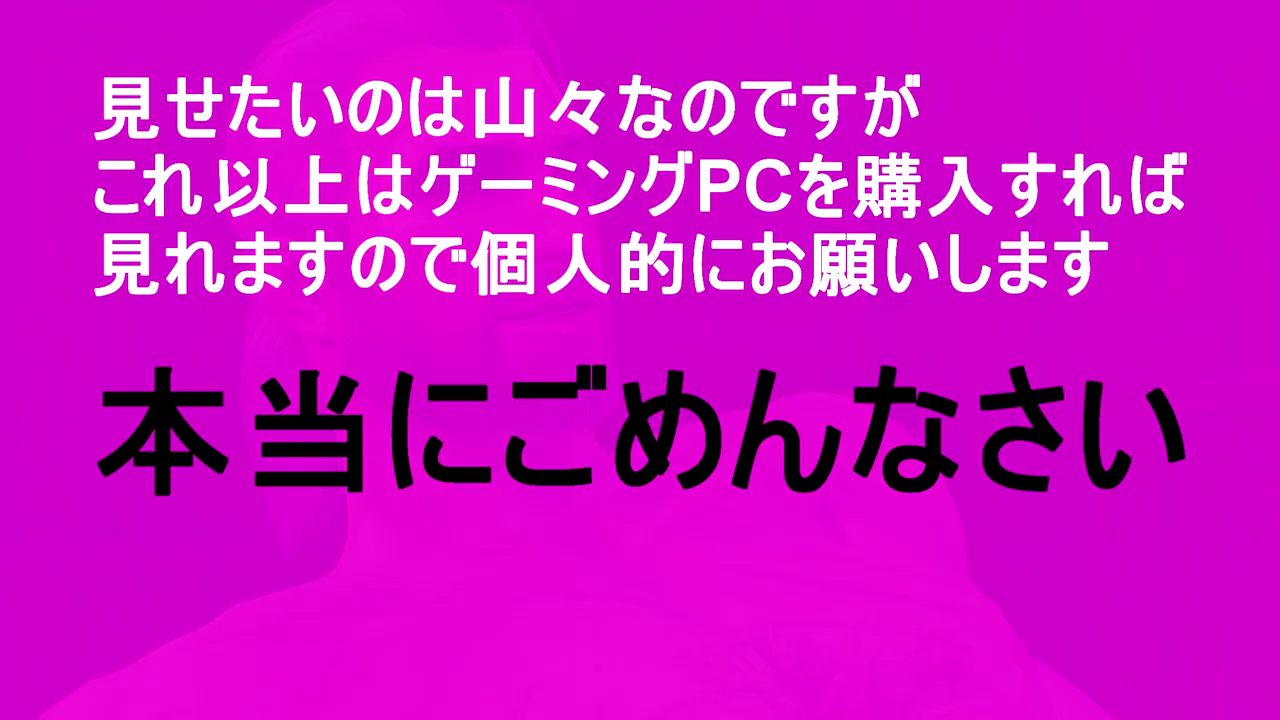 見せたいのは山々なのですが
これ以上はゲーミングPCを購入すれば
見れますので個人的にお願いします
本当にごめんなさい